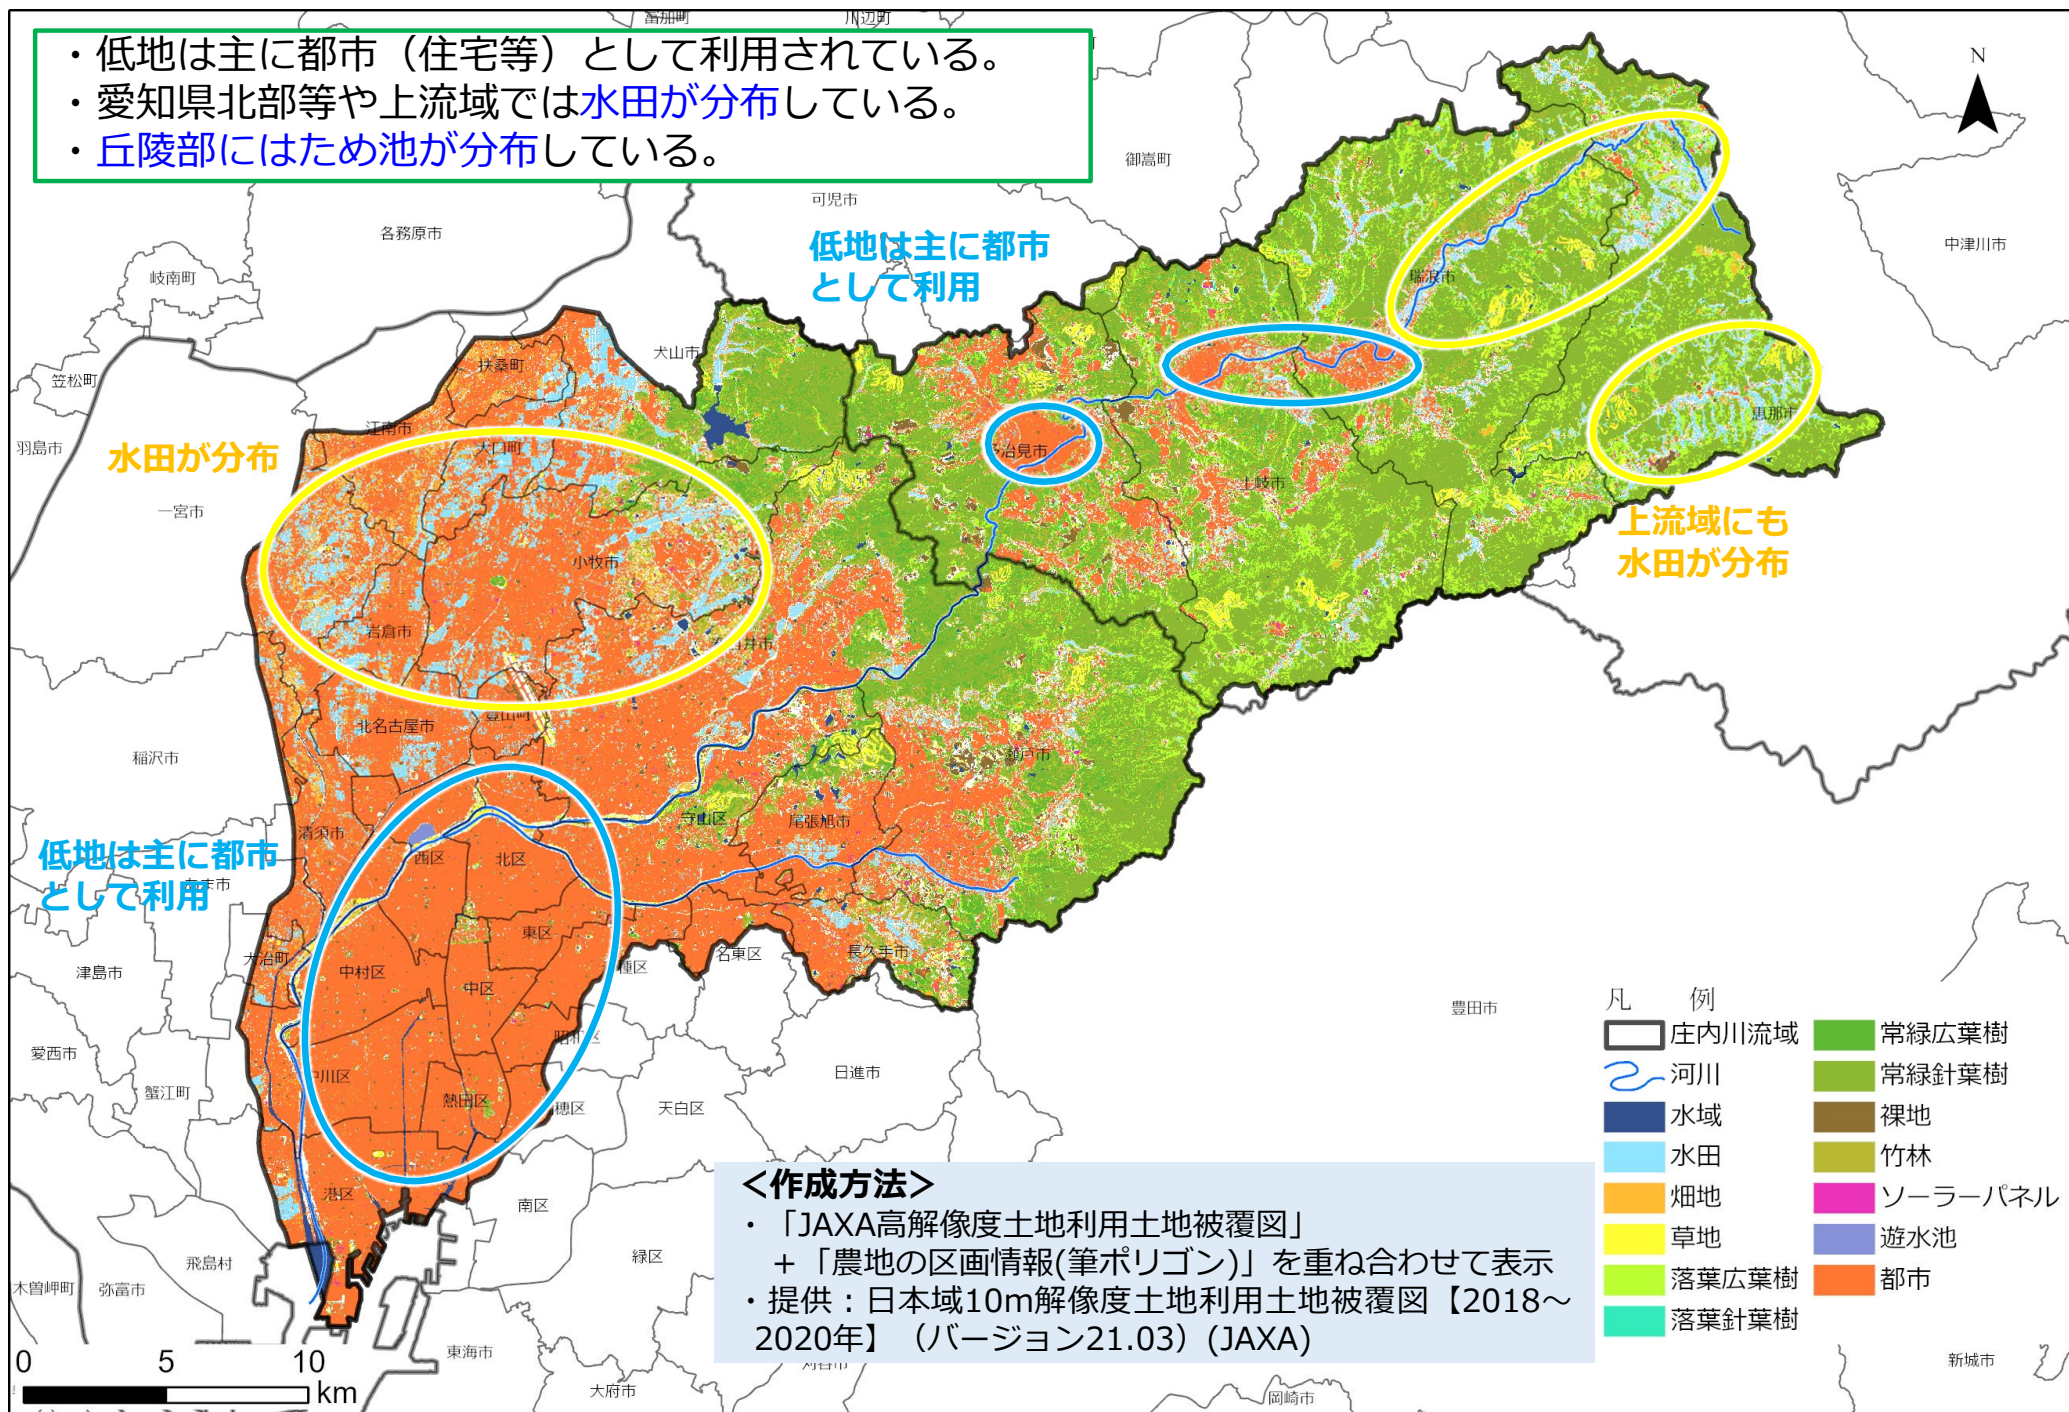 富加町
川辺町
・低地は主に都市（住宅等）として利用されている。
・愛知県北部等や上流域では水田が分布している。
・丘陵部にはため池が分布している。
N
御嵩町
可児市
各務原市
中津川市
岐南町
低地は主に都市
として利用
瑞浪市
犬山市
扶桑町
笠松町
恵那市
江南市
大口町
羽島市
水田が分布
多治見市
土岐市
一宮市
上流域にも
水田が分布
小牧市
岩倉市
春日井市
北名古屋市
豊山町
稲沢市
瀬戸市
清須市
守山区
尾張旭市
低地は主に都市
として利用
西区
北区
あま市
東区
大治町
中村区
名東区
長久手市
津島市
種区
中区
豊田市
昭和区
愛西市
中川区
日進市
蟹江町
熱田区
穂区
天白区
港区
南区
緑区
飛島村
木曽岬町
弥富市
東海市
大府市
刈谷市
岡崎市
新城市
凡 例
庄内川流域
河川
水域
水田
畑地
草地
落葉広葉樹
落葉針葉樹
常緑広葉樹
常緑針葉樹
裸地
竹林
ソーラーパネル
遊水池
都市
＜作成方法＞
・「JAXA高解像度土地利用土地被覆図」
＋「農地の区画情報(筆ポリゴン)」を重ね合わせて表示
・提供：日本域10m解像度土地利用土地被覆図【2018～
2020年】（バージョン21.03）(JAXA)
0 5 10
km